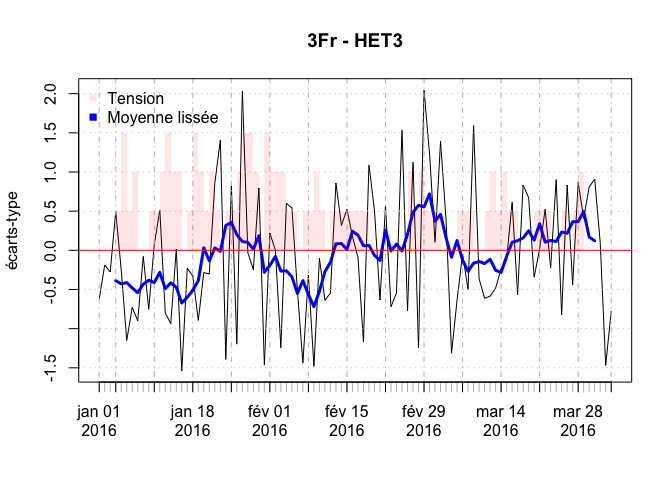 3Fr - HET3
Tension
Moyenne lissée
écarts-type
2.0
1.5
1.0
0.5
0.0
-0.5
-1.5
jan 01 jan 18 fév 01 fév 15 fév 29 mar 14 mar 28
2016 2016 2016 2016 2016 2016 2016